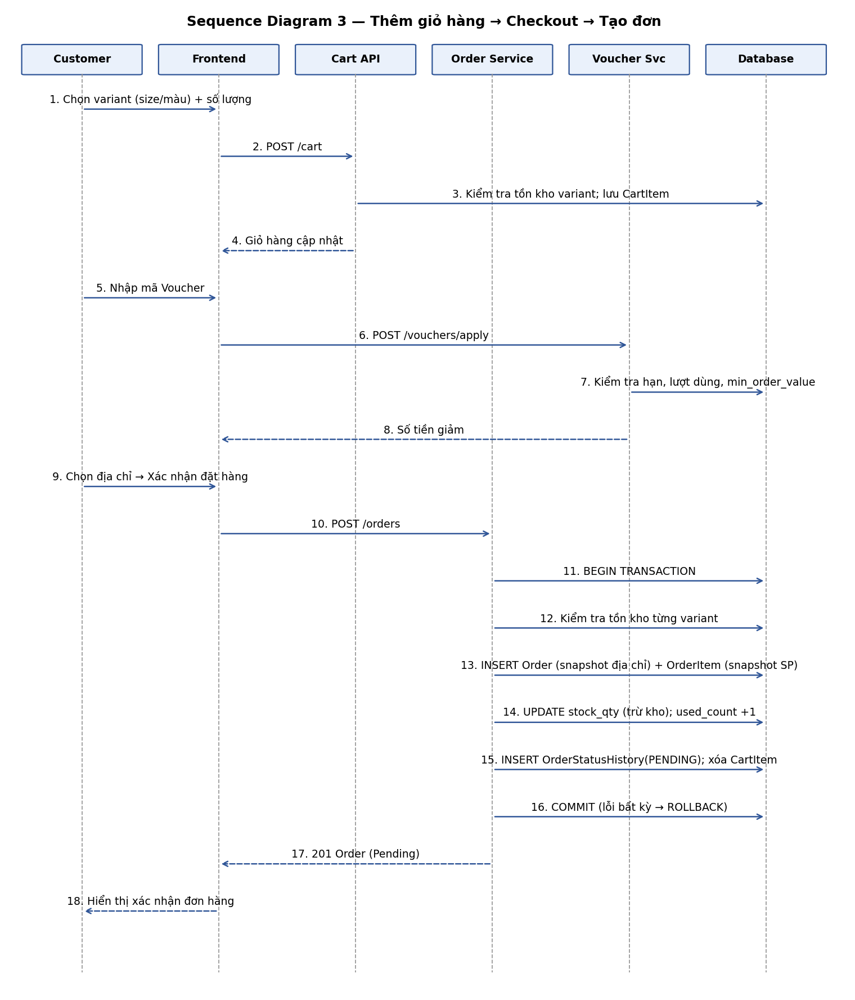 Sequence Diagram 3 — Thêm giỏ hàng → Checkout → Tạo đơn
Customer
Frontend
Cart API
Order Service
Voucher Svc
Database
1. Chọn variant (size/màu) + số lượng
2. POST /cart
3. Kiểm tra tồn kho variant; lưu CartItem
4. Giỏ hàng cập nhật
5. Nhập mã Voucher
6. POST /vouchers/apply
7. Kiểm tra hạn, lượt dùng, min_order_value
8. Số tiền giảm
9. Chọn địa chỉ → Xác nhận đặt hàng
10. POST /orders
11. BEGIN TRANSACTION
12. Kiểm tra tồn kho từng variant
13. INSERT Order (snapshot địa chỉ) + OrderItem (snapshot SP)
14. UPDATE stock_qty (trừ kho); used_count +1
15. INSERT OrderStatusHistory(PENDING); xóa CartItem
16. COMMIT (lỗi bất kỳ → ROLLBACK)
17. 201 Order (Pending)
18. Hiển thị xác nhận đơn hàng